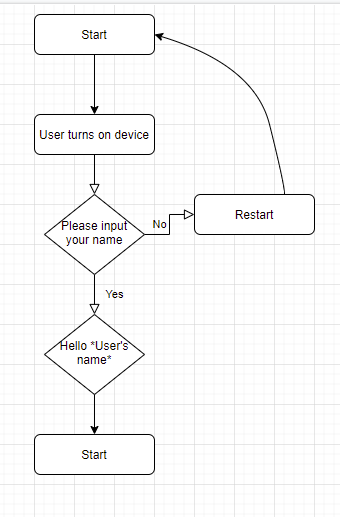 Start
User turns on device
Please input
your name
No
Restart
Yes
Hello *User's
name*
Start